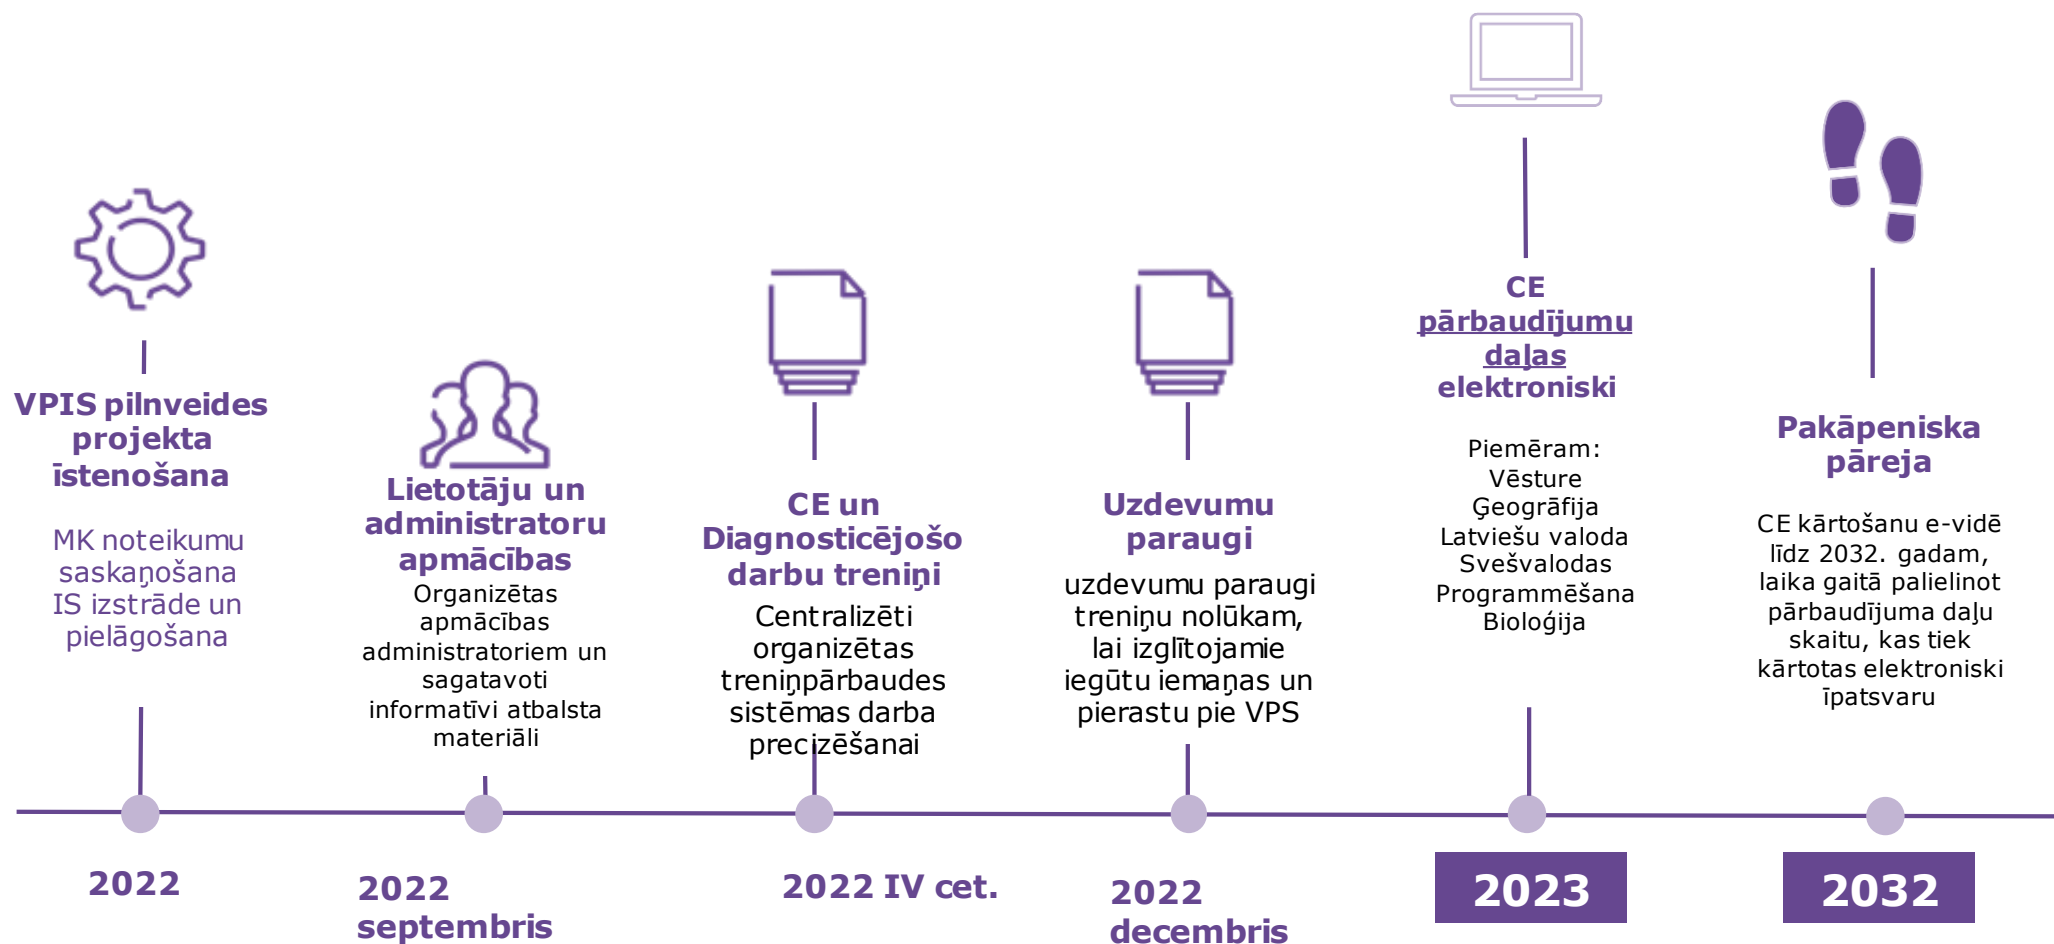 VPIS pilnveides
projekta
īstenošana
MK noteikumu
saskaņošana
IS izstrāde un
pielāgošana
2022
Lietotāju un
administratoru
apmācības
Organizētas
apmācības
administratoriem un
sagatavoti
informatīvi atbalsta
materiāli
2022
septembris
CE un
Diagnosticējošo
darbu treniņi
Centralizēti
organizētas
treniņpārbaudes
sistēmas darba
precizēšanai
2022 IV cet.
Uzdevumu
paraugi
uzdevumu paraugi
treniņu nolūkam,
lai izglītojamie
iegūtu iemaņas un
pierastu pie VPS
2022
decembris
CE
pārbaudījumu
daļas
elektroniski
Piemēram:
Vēsture
Ģeogrāfija
Latviešu valoda
Svešvalodas
Programmēšana
Bioloģija
2023
Pakāpeniska
pāreja
CE kārtošanu e-vidē
līdz 2032. gadam,
laika gaitā palielinot
pārbaudījuma daļu
skaitu, kas tiek
kārtotas elektroniski
īpatsvaru
2032